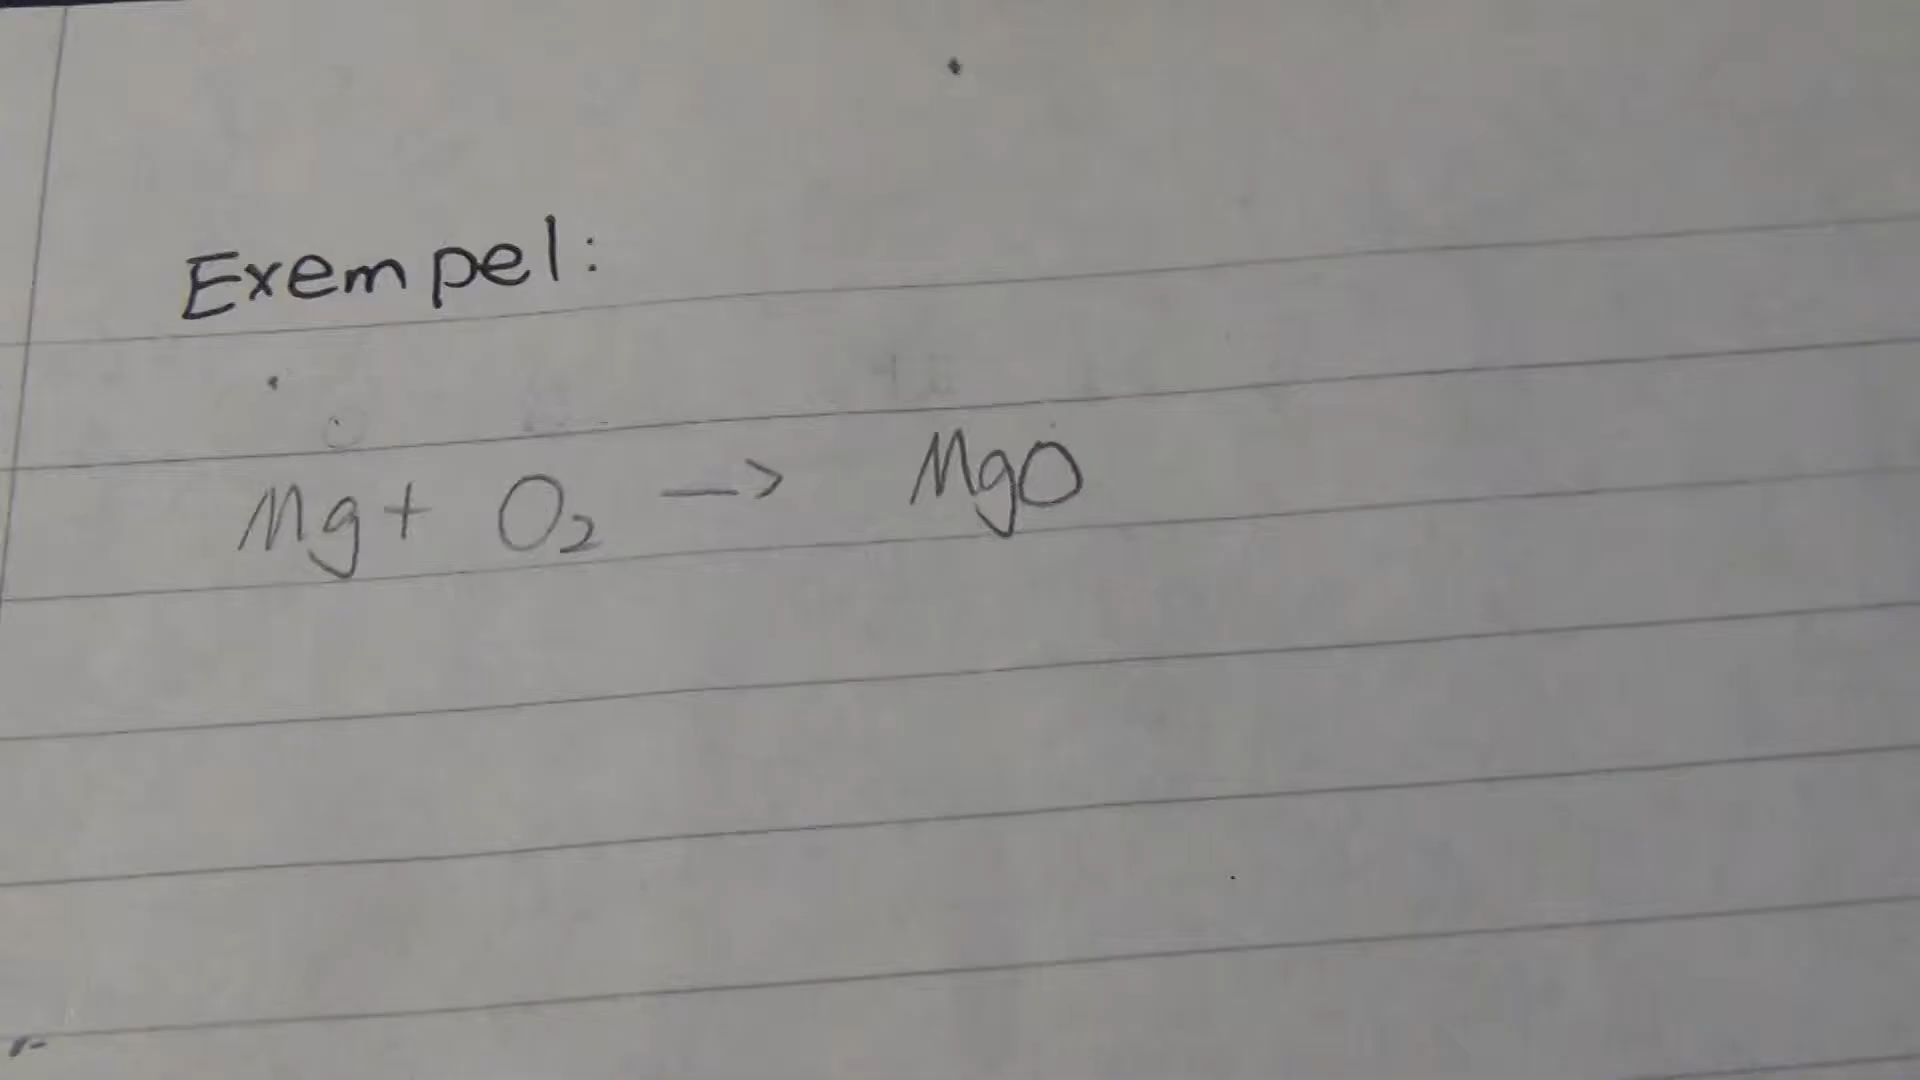 Exempel:
Mg + O₂ → MgO